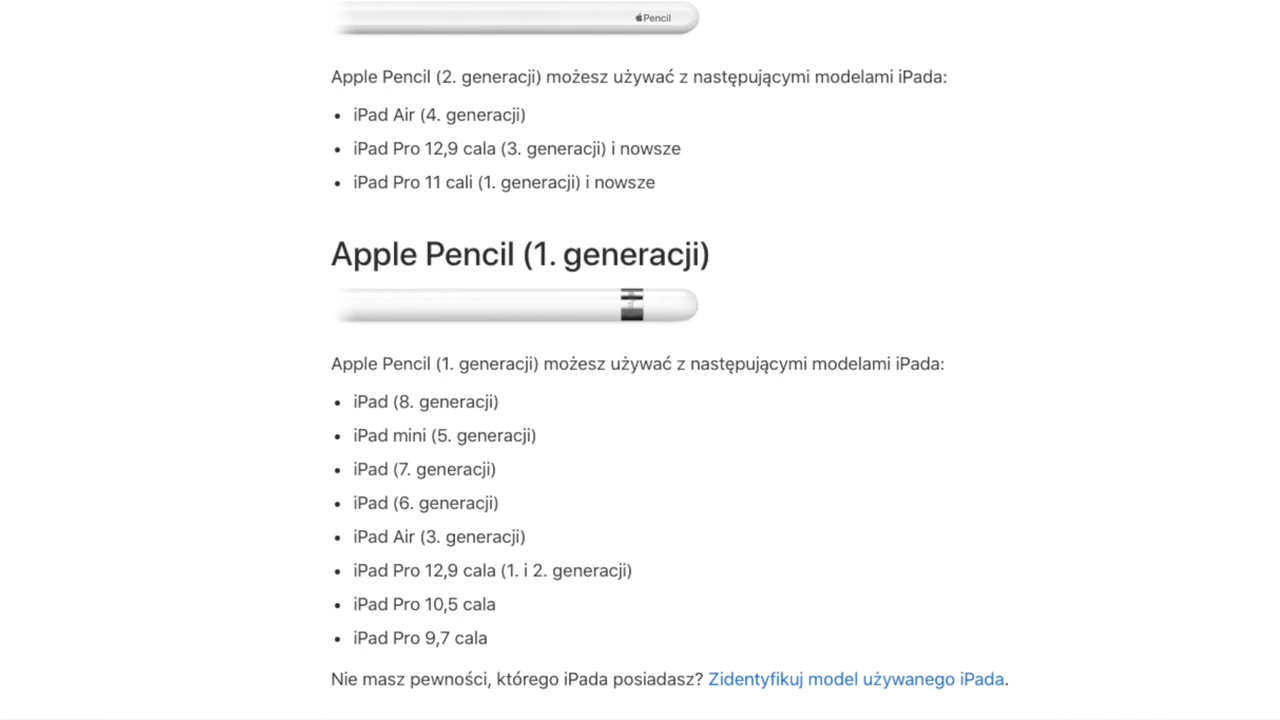 Pencil
Apple Pencil (2. generacji) możesz używać z następującymi modelami iPada:
• iPad Air (4. generacji)
• iPad Pro 12,9 cala (3. generacji) i nowsze
• iPad Pro 11 cali (1. generacji) i nowsze
Apple Pencil (1. generacji)
Apple Pencil (1. generacji) możesz używać z następującymi modelami iPada:
• iPad (8. generacji)
• iPad mini (5. generacji)
• iPad (7. generacji)
• iPad (6. generacji)
• iPad Air (3. generacji)
• iPad Pro 12,9 cala (1. i 2. generacji)
• iPad Pro 10,5 cala
• iPad Pro 9,7 cala
Nie masz pewności, którego iPada posiadasz? Zidentyfikuj model używanego iPada.